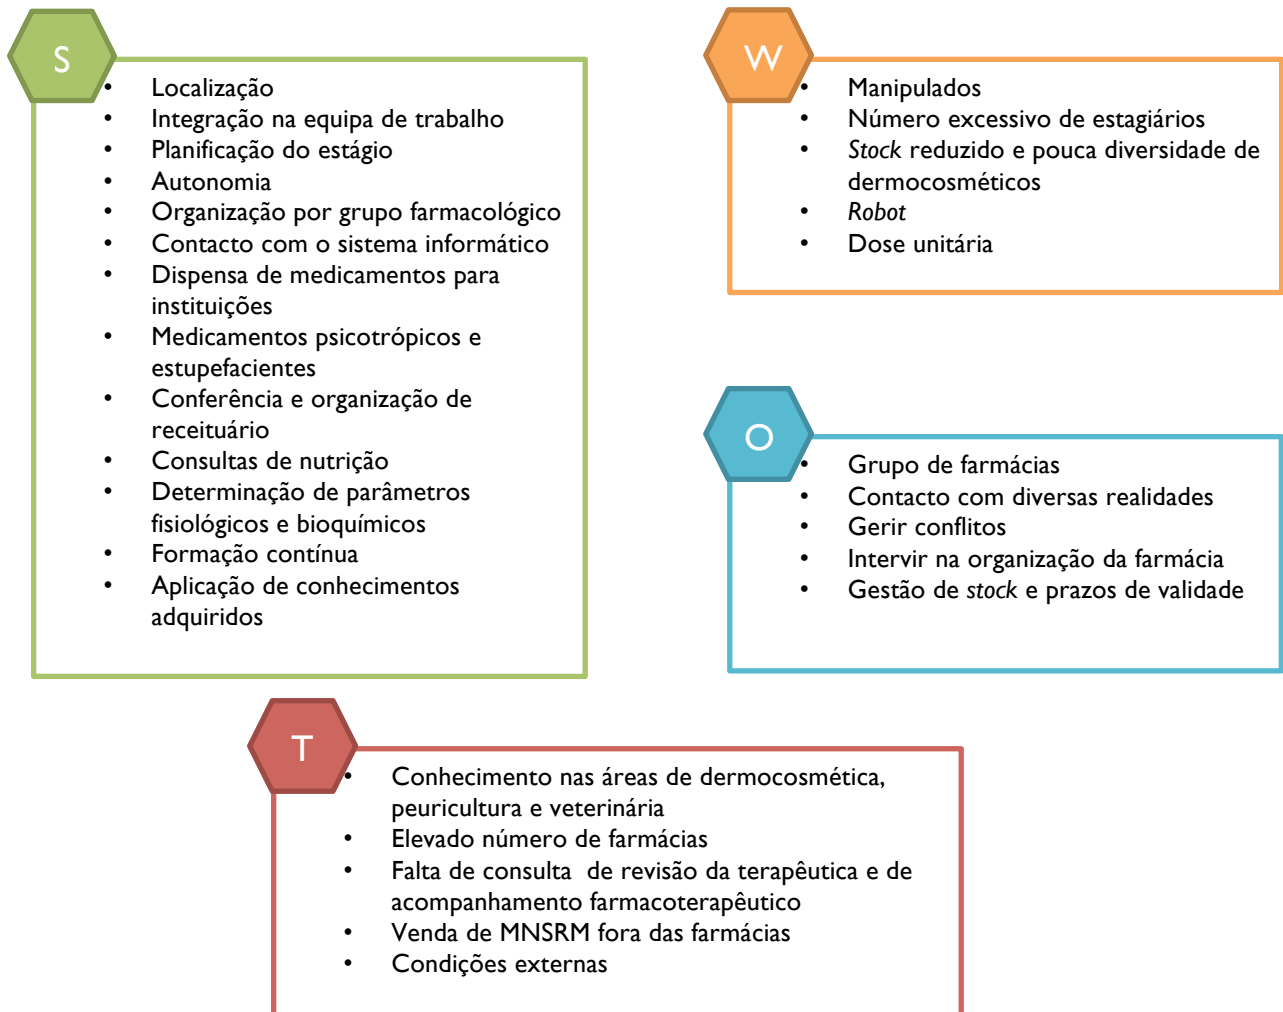 S
• Localização
• Integração na equipa de trabalho
• Planificação do estágio
• Autonomia
• Organização por grupo farmacológico
• Contacto com o sistema informático
• Dispensa de medicamentos para
instituições
• Medicamentos psicotrópicos e
estupefacientes
• Conferência e organização de
receituário
• Consultas de nutrição
• Determinação de parâmetros
fisiológicos e bioquímicos
• Formação contínua
• Aplicação de conhecimentos
adquiridos
W
• Manipulados
• Número excessivo de estagiários
• Stock reduzido e pouca diversidade de
dermocosméticos
• Robot
• Dose unitária
O
• Grupo de farmácias
• Contacto com diversas realidades
• Gerir conflitos
• Intervir na organização da farmácia
• Gestão de stock e prazos de validade
T
• Conhecimento nas áreas de dermocosmética,
peuricultura e veterinária
• Elevado número de farmácias
• Falta de consulta de revisão da terapêutica e de
acompanhamento farmacoterapêutico
• Venda de MNSRM fora das farmácias
• Condições externas